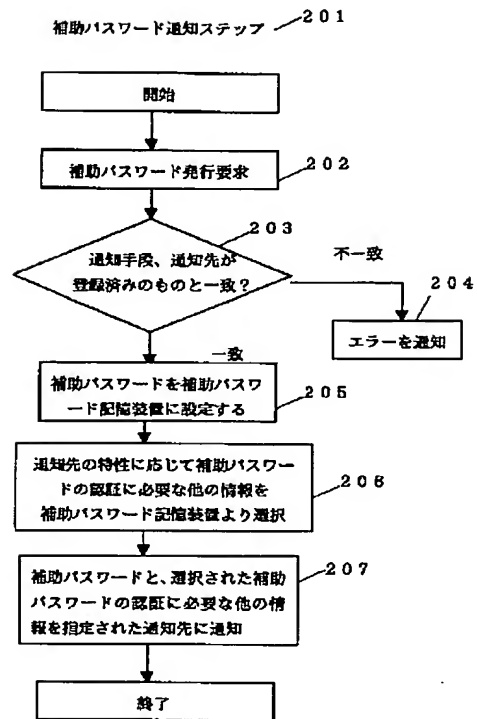 補助パスワード通知ステップ 201
開始
補助パスワード発行要求
202
203
通知手段、通知先が
登録済みのものと一致？
不一致
204
エラーを通知
一致
補助パスワードを補助パスワ
ード記憶装置に設定する
205
通知先の特性に応じて補助パスワー
ドの認証に必要な他の情報を
補助パスワード記憶装置より選択
206
補助パスワードと、選択された補助
パスワードの認証に必要な他の情
報を指定された通知先に通知
207
終了